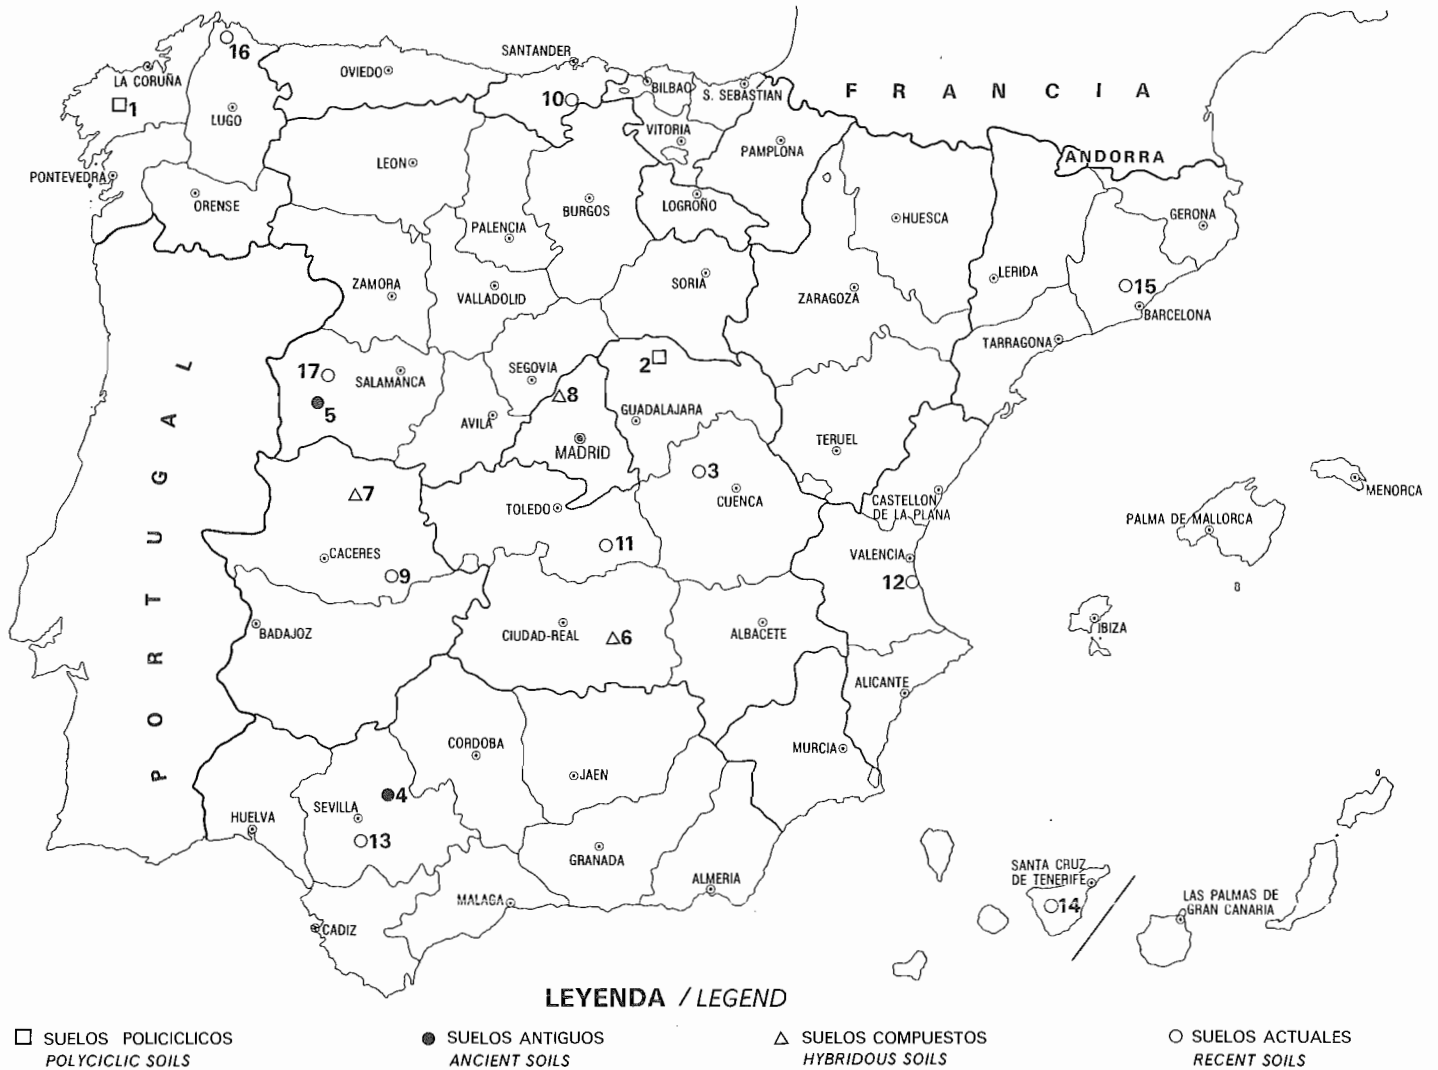 16
SANTANDER
OVIEDO
LA CORUÑA
1
BILBAO
S. SEBASTIAN
F R A N C I A
10
LUGO
VITORIA
PAMPLONA
ANDORRA
LEON
PONTEVEDRA
ORENSE
BURGOS
LOGROÑO
HUESCA
GERONA
PALENCIA
ZAMORA
VALLADOLID
SORIA
ZARAGOZA
LERIDA
15
BARCELONA
TARRAGONA
2
SEGOVIA
17
SALAMANCA
5
8
AVILA
GUADALAJARA
MADRID
TERUEL
3
CUENCA
7
TOLEDO
CASTELLON
DE LA PLANA
MENORCA
PALMA DE MALLORCA
11
CACERES
9
VALENCIA
12
PORTUGAL
BADAJOZ
CIUDAD-REAL
6
ALBACETE
IBIZA
ALICANTE
CORDOBA
MURCIA
JAEN
4
SEVILLA
HUELVA
13
GRANADA
ALMERIA
MALAGA
CADIZ
SANTA CRUZ
DE TENERIFE
14
LAS PALMAS DE
GRAN CANARIA
LEYENDA / LEGEND
SUELOS POLICICLICOS
POLYCICLIC SOILS
SUELOS ANTIGUOS
ANCIENT SOILS
SUELOS COMPUESTOS
HYBRIDOUS SOILS
SUELOS ACTUALES
RECENT SOILS